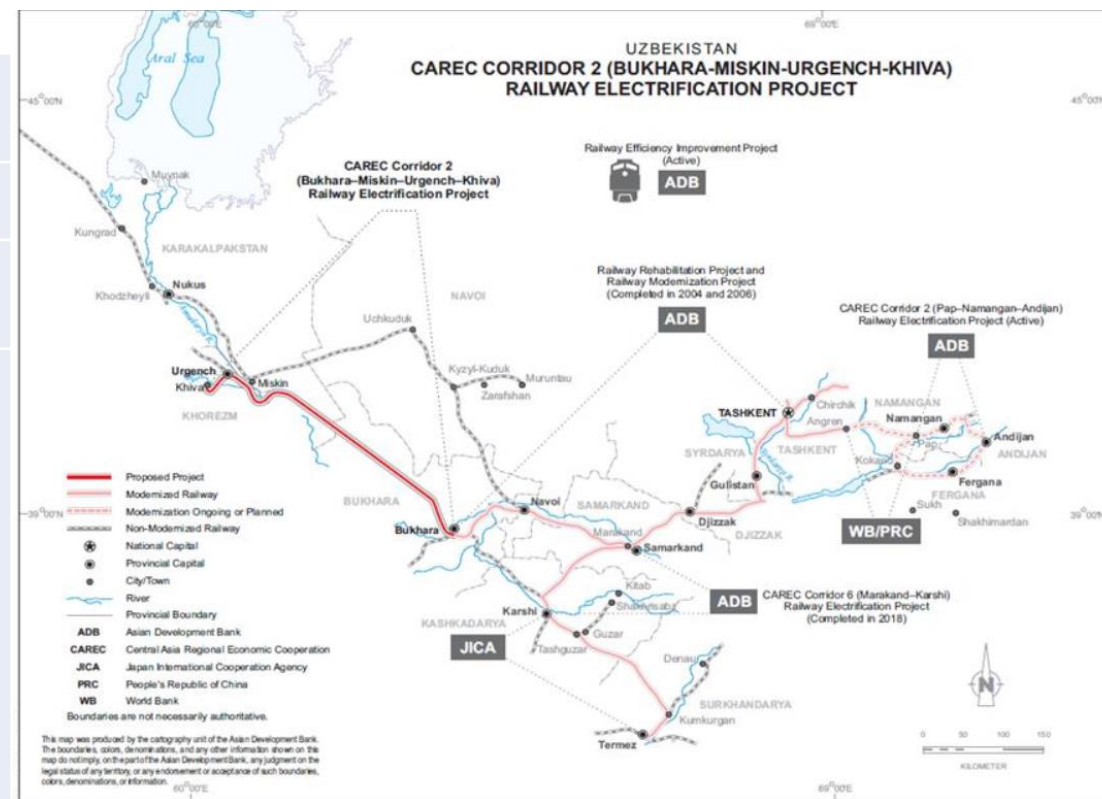 UZBEKISTAN
CAREC CORRIDOR 2 (BUKHARA-MISKIN-URGENCH-KHIVA)
RAILWAY ELECTRIFICATION PROJECT
60°00'E
69°00'E
45°00'N
45°00'N
Aral Sea
Railway Efficiency Improvement Project
(Active)
ADB
CAREC Corridor 2
(Bukhara–Miskin–Urgench–Khiva)
Railway Electrification Project
Muynak
Kungrad
KARAKALPAKSTAN
Khodzheyli
Nukus
NAVOI
Uchkuduk
Railway Rehabilitation Project and
Railway Modernization Project
(Completed in 2004 and 2006)
ADB
CAREC Corridor 2 (Pap–Namangan–Andijan)
Railway Electrification Project (Active)
ADB
Urgench
Khiva
Miskin
KHOREZM
Kyzyl-Kuduk
Muruntau
Zarafshan
TASHKENT
Chirchik
Angren
NAMANGAN
Namangan
Pap
Andijan
ANDIJAN
SYRDARYA
TASHKENT
Kokand
Fergana
FERGANA
Gulistan
Sukh
Shakhimardan
BUKHARA
Navoi
SAMARKAND
Djizzak
DJIZZAK
WB/PRC
39°00'N
39°00'N
Bukhara
Marakand
Samarkand
Proposed Project
Modernized Railway
Modernization Ongoing or Planned
Non-Modernized Railway
National Capital
Provincial Capital
City/Town
River
Provincial Boundary
ADB Asian Development Bank
CAREC Central Asia Regional Economic Cooperation
JICA Japan International Cooperation Agency
PRC People's Republic of China
WB World Bank
Boundaries are not necessarily authoritative.
Kitab
Shakhrisabz
Karshi
KASHKADARYA
Guzar
Tashguzar
JICA
ADB
CAREC Corridor 6 (Marakand–Karshi)
Railway Electrification Project
(Completed in 2018)
Denau
SURKHANDARYA
Kumkurgan
Termez
N
0 50 100 150
KILOMETER
This map was produced by the cartography unit of the Asian Development Bank.
The boundaries, colors, denominations, and any other information shown on this
map do not imply, on the part of the Asian Development Bank, any judgment on the
legal status of any territory, or any endorsement or acceptance of such boundaries,
colors, denominations, or information.
60°00'E
69°00'E